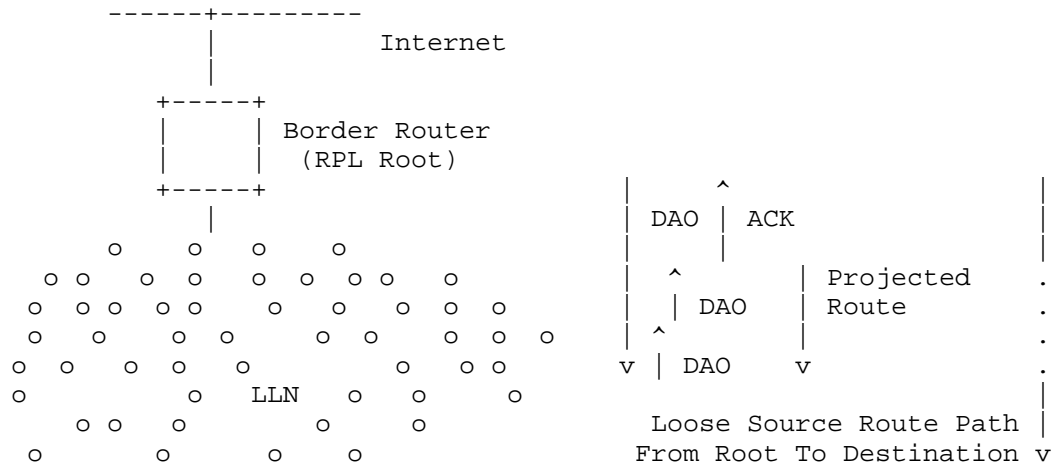 Internet
Border Router
(RPL Root)
DAO ACK
Projected
DAO Route
DAO
LLN
Loose Source Route Path
From Root To Destination